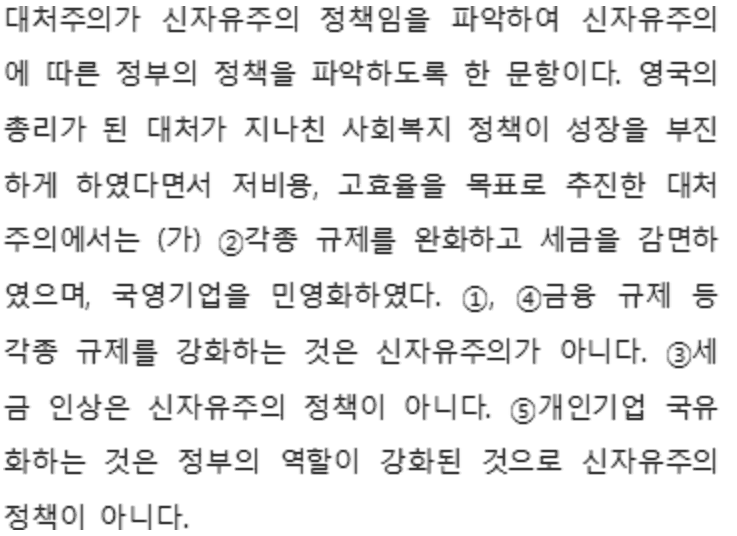 대처주의가 신자유주의 정책임을 파악하여 신자유주의
에 따른 정부의 정책을 파악하도록 한 문항이다. 영국의
총리가 된 대처가 지나친 사회복지 정책이 성장을 부진
하게 하였다면서 저비용, 고효율을 목표로 추진한 대처
주의에서는 (가) ②각종 규제를 완화하고 세금을 감면하
였으며, 국영기업을 민영화하였다. ①, ④금융 규제 등
각종 규제를 강화하는 것은 신자유주의가 아니다. ③세
금 인상은 신자유주의 정책이 아니다. ⑤개인기업 국유
화하는 것은 정부의 역할이 강화된 것으로 신자유주의
정책이 아니다.